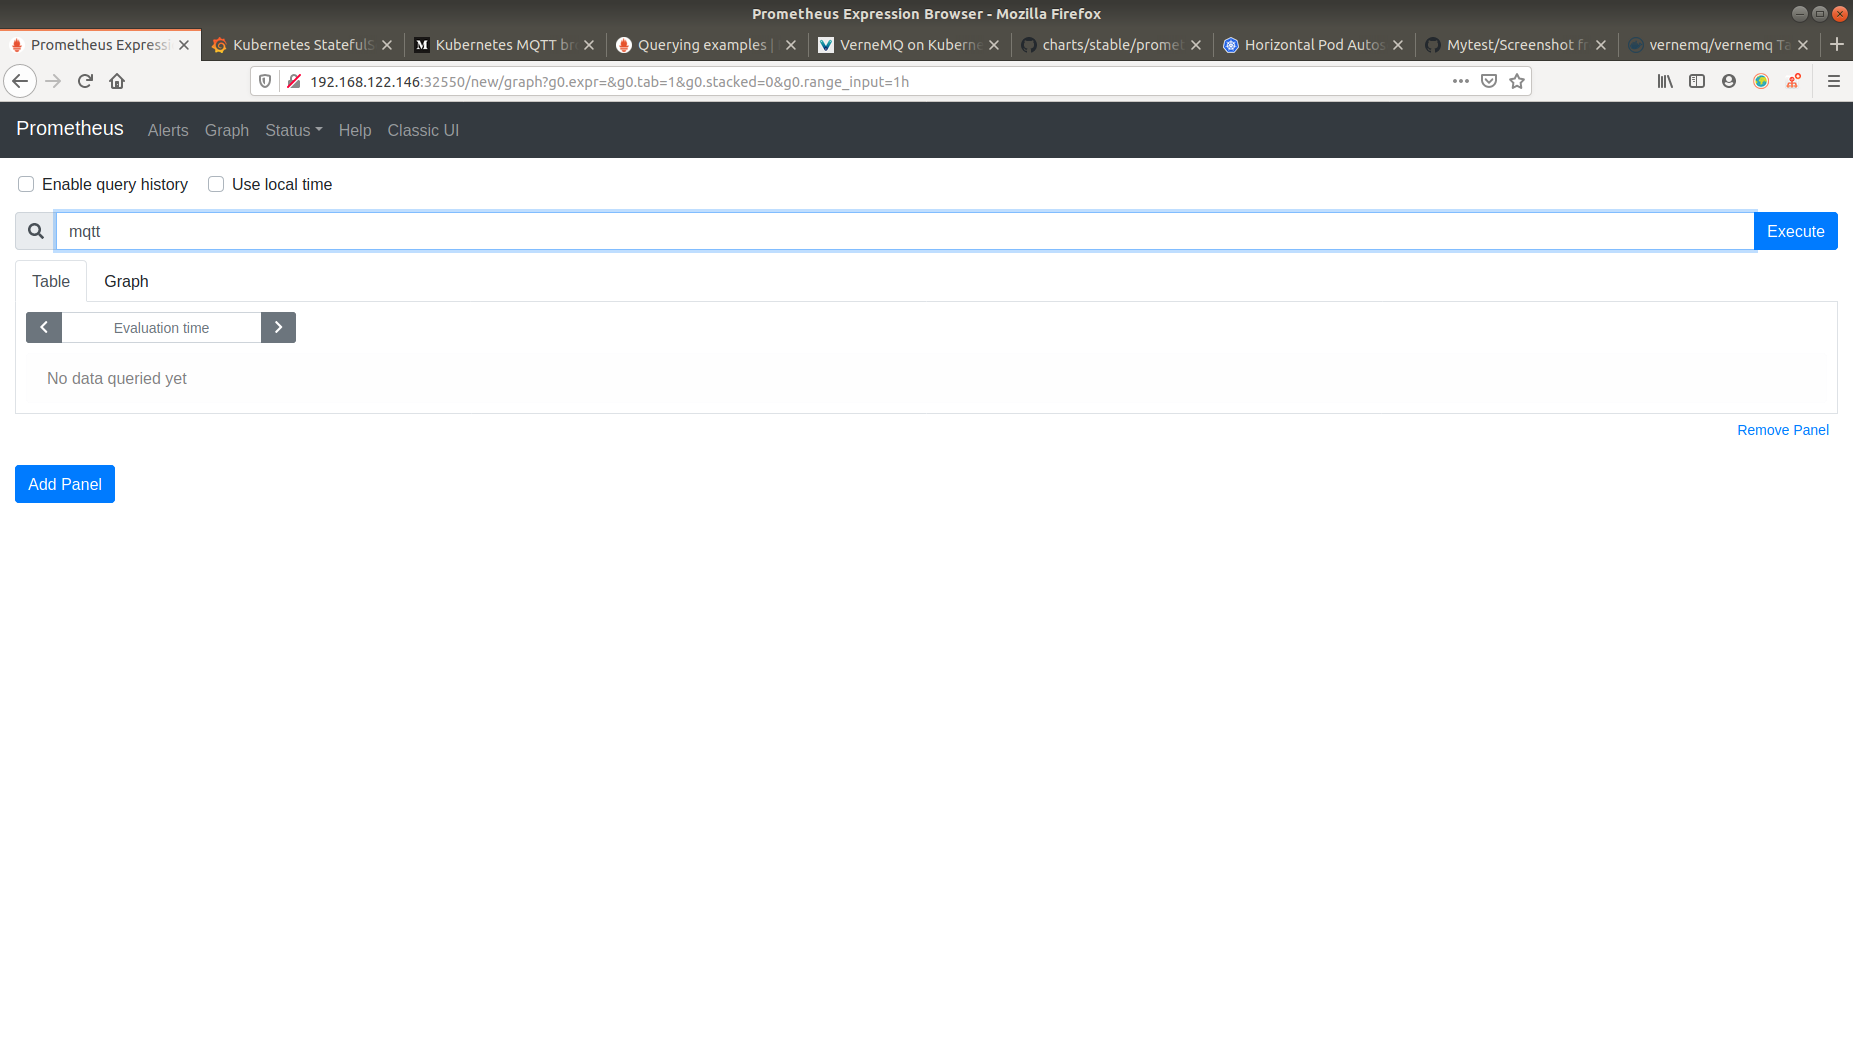 Prometheus Expression Browser - Mozilla Firefox
Prometheus Expressi
Kubernetes StatefulS
Kubernetes MQTT br
Querying examples |
VerneMQ on Kuberne
charts/stable/promet
Horizontal Pod Autos
Mytest/Screenshot fr
vernemq/vernemq Ta
192.168.122.146:32550/new/graph?g0.expr=&g0.tab=1&g0.stacked=0&g0.range_input=1h
Prometheus Alerts Graph Status Help Classic UI
Enable query history Use local time
mqtt Execute
Table Graph
Evaluation time
No data queried yet
Remove Panel
Add Panel